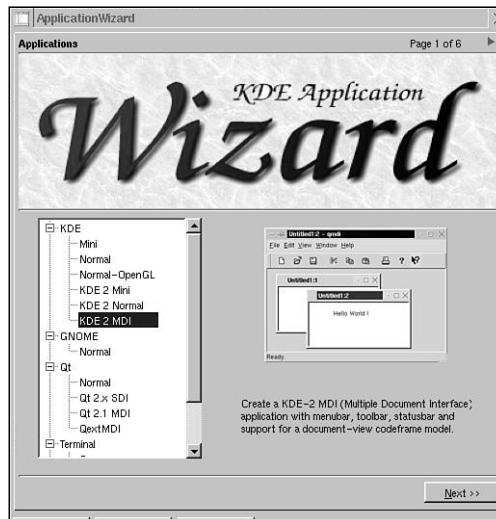 ApplicationWizard
Applications
Page 1 of 6
KDE Application
Wizard
KDE
Mini
Normal
Normal-OpenGL
KDE 2 Mini
KDE 2 Normal
KDE 2 MDI
GNOME
Normal
Qt
Normal
Qt 2.x SDI
Qt 2.1 MDI
QextMDI
Terminal
Untitled1:2 - qmdi
File Edit View Window Help
Untitled1:1
Untitled1:2
Hello World !
Ready.
Create a KDE-2 MDI (Multiple Document Interface)
application with menubar, toolbar, statusbar and
support for a document-view codeframe model.
Next >>